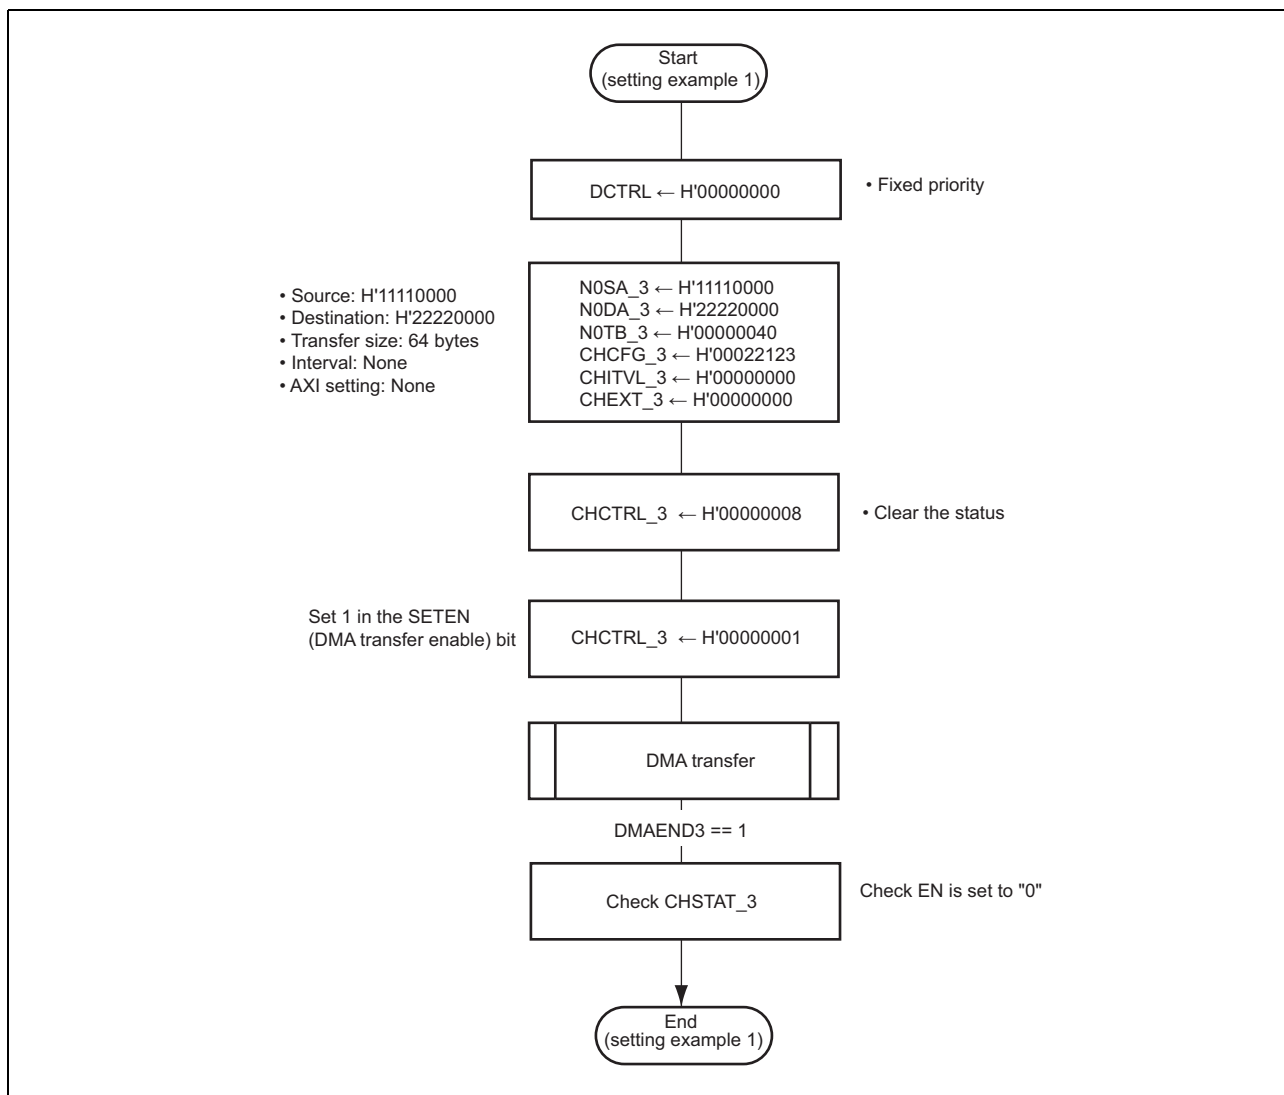 Start
(setting example 1)
DCTRL ← H'00000000
• Fixed priority
• Source: H'11110000
• Destination: H'22220000
• Transfer size: 64 bytes
• Interval: None
• AXI setting: None
N0SA_3 ← H'11110000
N0DA_3 ← H'22220000
N0TB_3 ← H'00000040
CHCFG_3 ← H'00022123
CHITVL_3 ← H'00000000
CHEXT_3 ← H'00000000
CHCTRL_3 ← H'00000008
• Clear the status
Set 1 in the SETEN
(DMA transfer enable) bit
CHCTRL_3 ← H'00000001
DMA transfer
DMAEND3 == 1
Check CHSTAT_3
Check EN is set to "0"
End
(setting example 1)